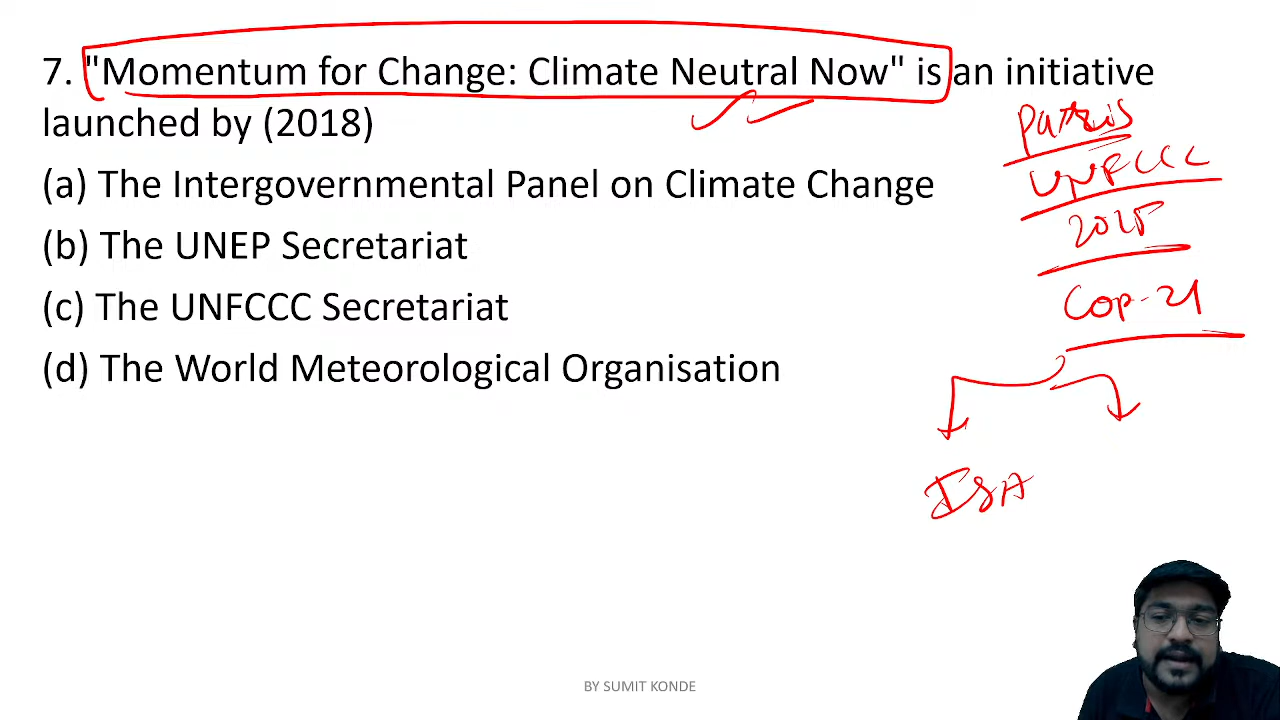 7. "Momentum for Change: Climate Neutral Now" is an initiative
launched by (2018)
(a) The Intergovernmental Panel on Climate Change
(b) The UNEP Secretariat
(c) The UNFCCC Secretariat
(d) The World Meteorological Organisation
UNFCCC
2015
COP-21
ISA
BY SUMIT KONDE